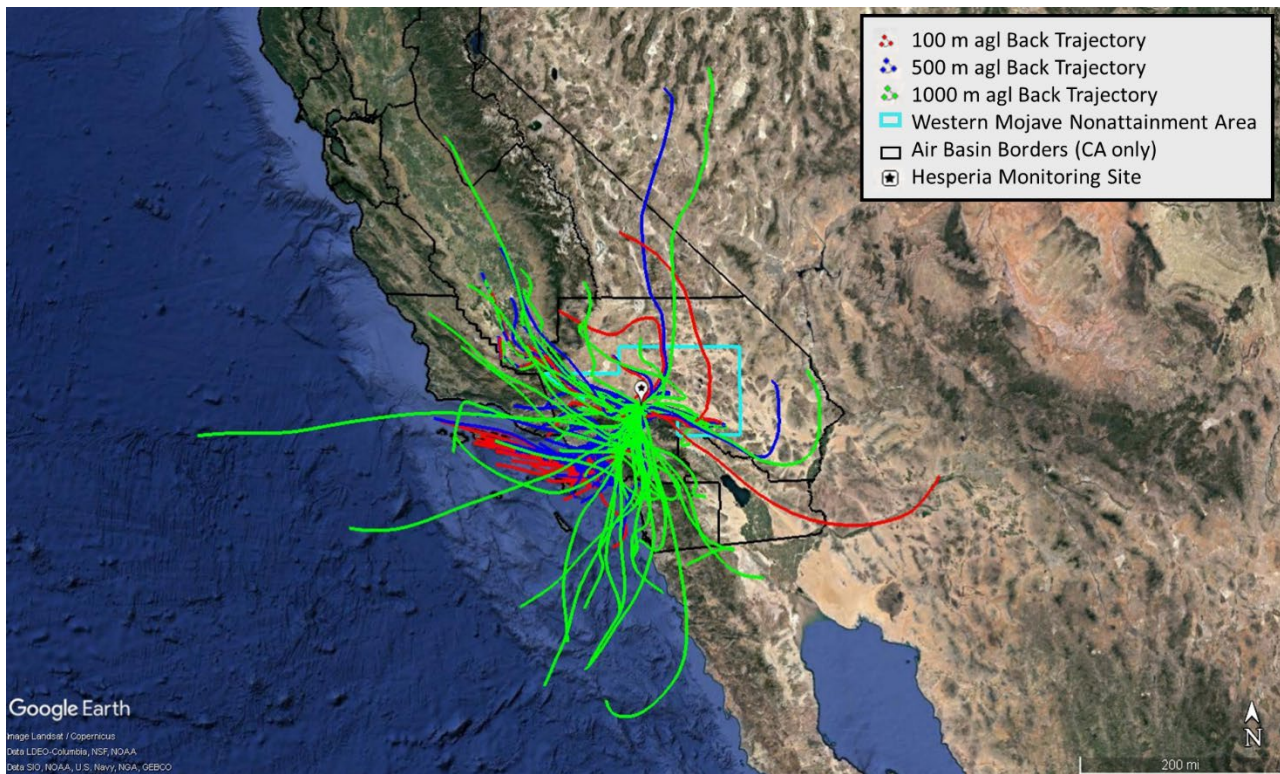 100 m agl Back Trajectory
500 m agl Back Trajectory
1000 m agl Back Trajectory
Western Mojave Nonattainment Area
Air Basin Borders (CA only)
Hesperia Monitoring Site
Google Earth
Image Landsat / Copernicus
Data LDEO-Columbia, NSF, NOAA
Data SIO, NOAA, U.S. Navy, NGA, GEBCO
N
200 mi